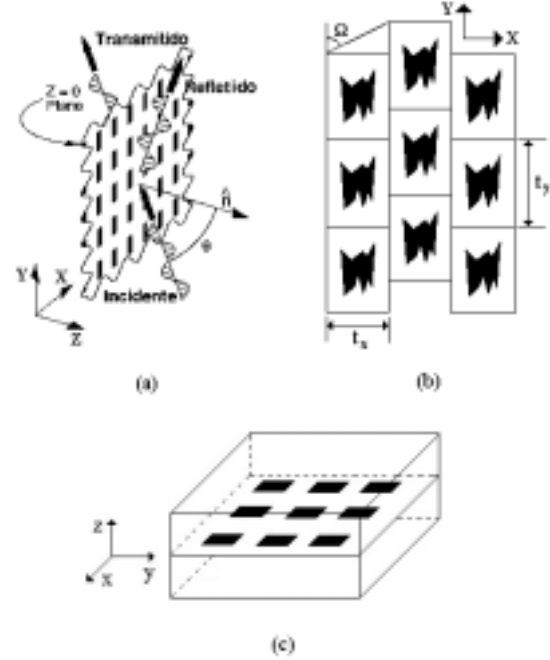 Transmitido
Refletido
Z = 0
Plano
n̂
θ
Incidente
Y
X
Z
(a)
Ω
Y
X
t_y
t_x
(b)
Z
y
X
(c)